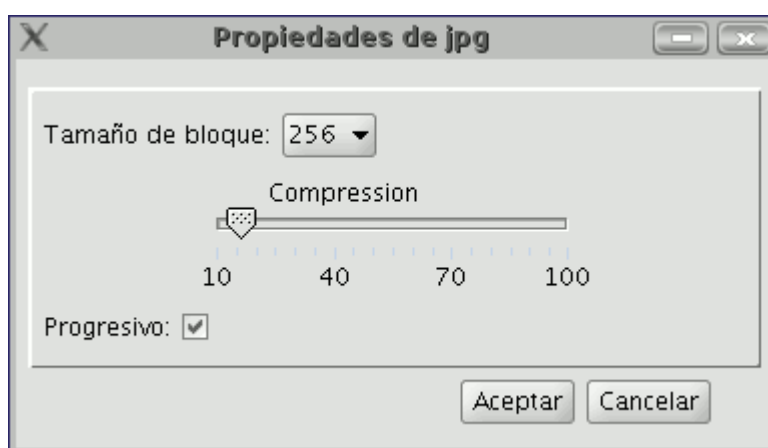 Propiedades de jpg
Tamaño de bloque: 256
Compression
10 40 70 100
Progresivo:
Aceptar Cancelar